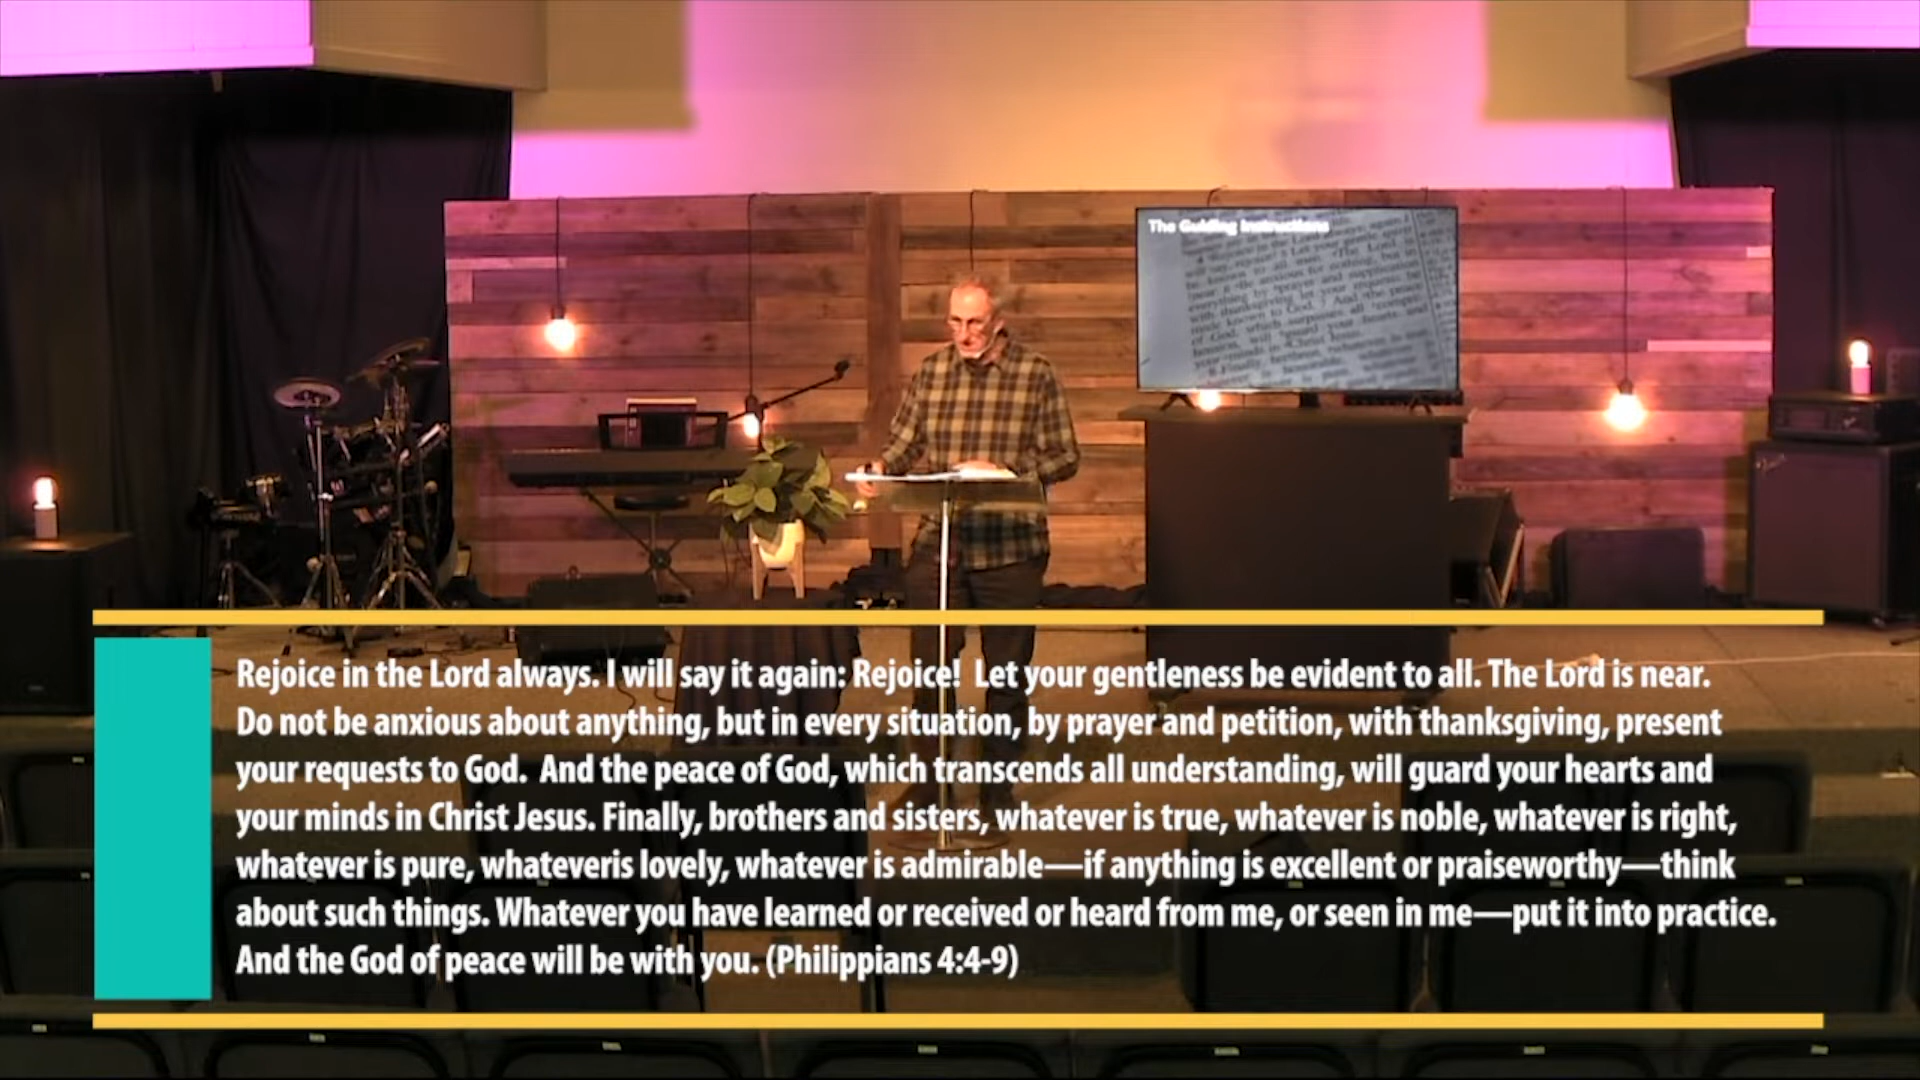 The Guiding Instructions
Rejoice in the Lord always. I will say it again: Rejoice!  Let your gentleness be evident to all. The Lord is near.
Do not be anxious about anything, but in every situation, by prayer and petition, with thanksgiving, present
your requests to God.  And the peace of God, which transcends all understanding, will guard your hearts and
your minds in Christ Jesus. Finally, brothers and sisters, whatever is true, whatever is noble, whatever is right,
whatever is pure, whateveris lovely, whatever is admirable—if anything is excellent or praiseworthy—think
about such things. Whatever you have learned or received or heard from me, or seen in me—put it into practice.
And the God of peace will be with you. (Philippians 4:4-9)